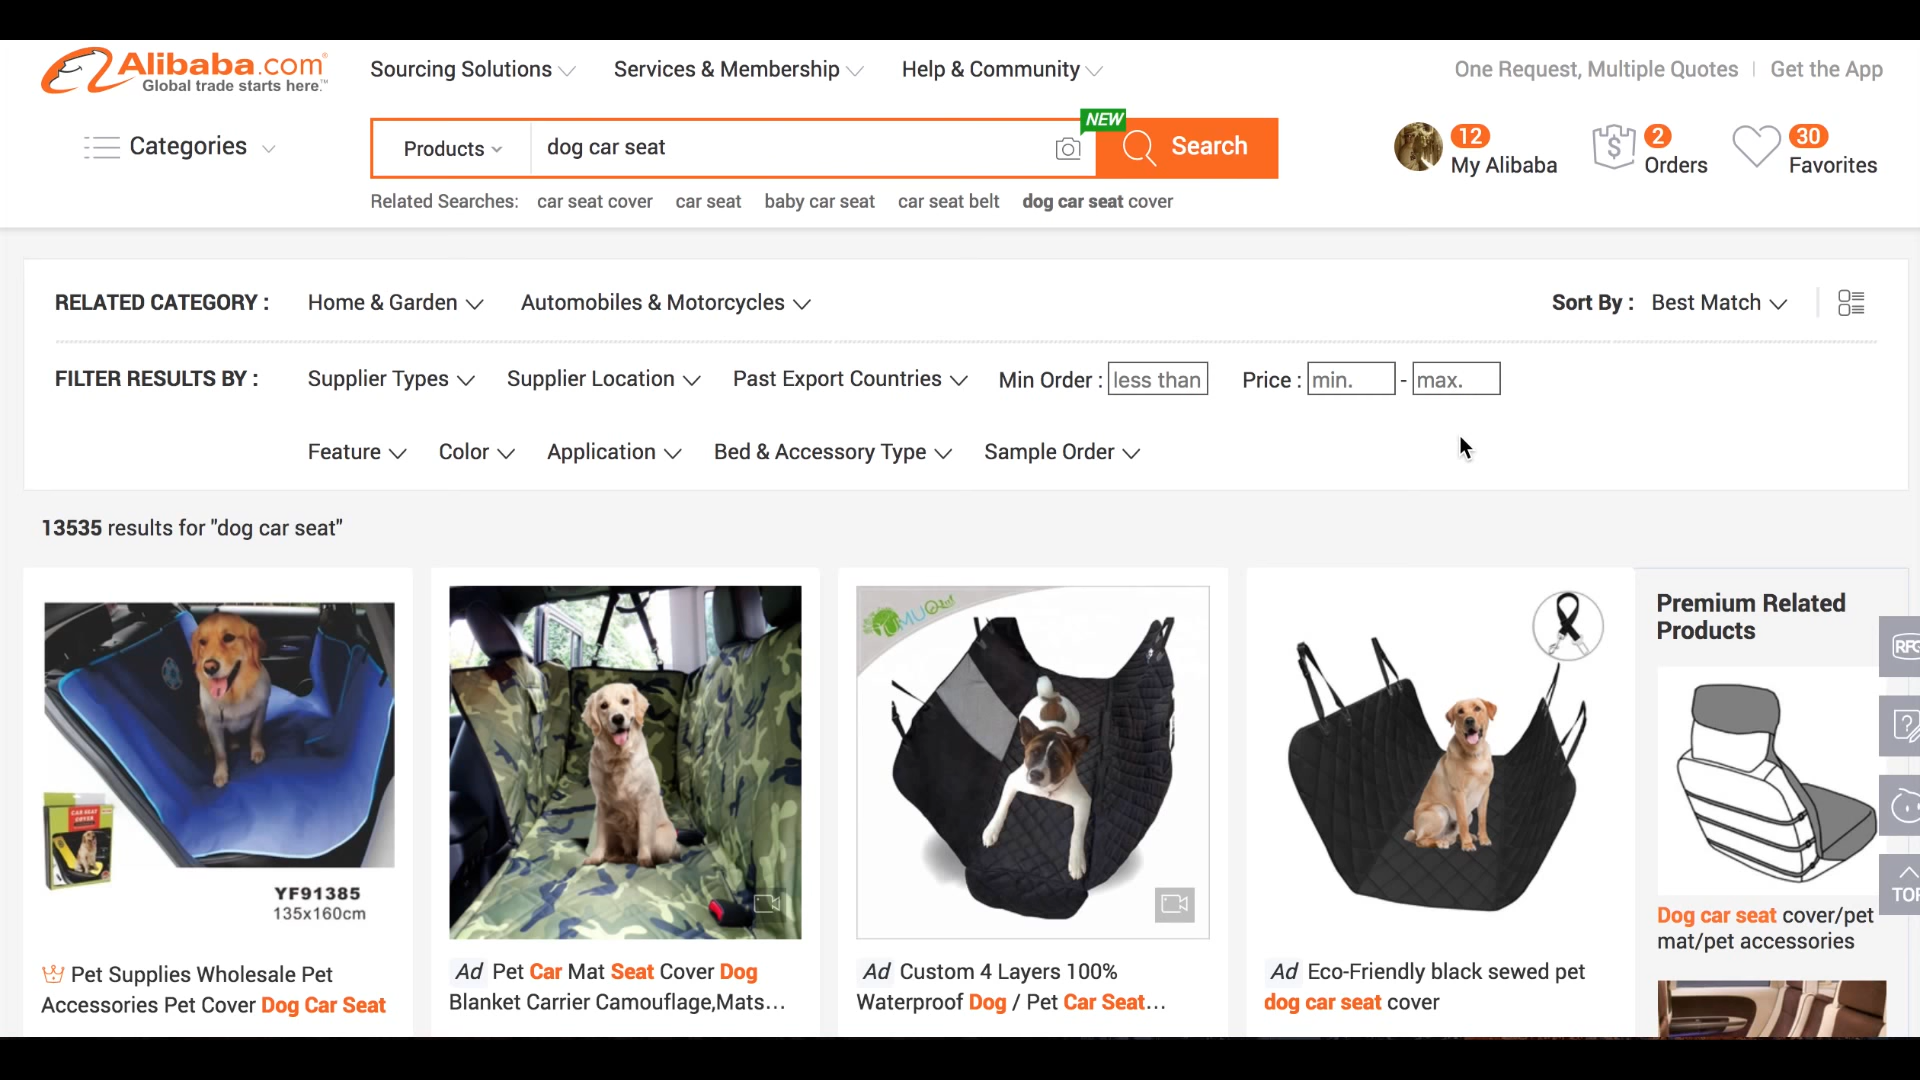 Alibaba.com
Global trade starts here.™
Sourcing Solutions
Services & Membership
Help & Community
One Request, Multiple Quotes
Get the App
Categories
Products
dog car seat
NEW
Search
12
My Alibaba
2
Orders
30
Favorites
Related Searches: car seat cover car seat baby car seat car seat belt dog car seat cover
RELATED CATEGORY : Home & Garden Automobiles & Motorcycles
Sort By : Best Match
FILTER RESULTS BY : Supplier Types Supplier Location Past Export Countries Min Order : less than Price : min. - max.
Feature Color Application Bed & Accessory Type Sample Order
13535 results for "dog car seat"
CAR SEAT
COVER
YF91385
135x160cm
Pet Supplies Wholesale Pet
Accessories Pet Cover Dog Car Seat
Ad Pet Car Mat Seat Cover Dog
Blanket Carrier Camouflage,Mats...
Ad Custom 4 Layers 100%
Waterproof Dog / Pet Car Seat...
Ad Eco-Friendly black sewed pet
dog car seat cover
Premium Related
Products
Dog car seat cover/pet
mat/pet accessories
RFQ
TOP